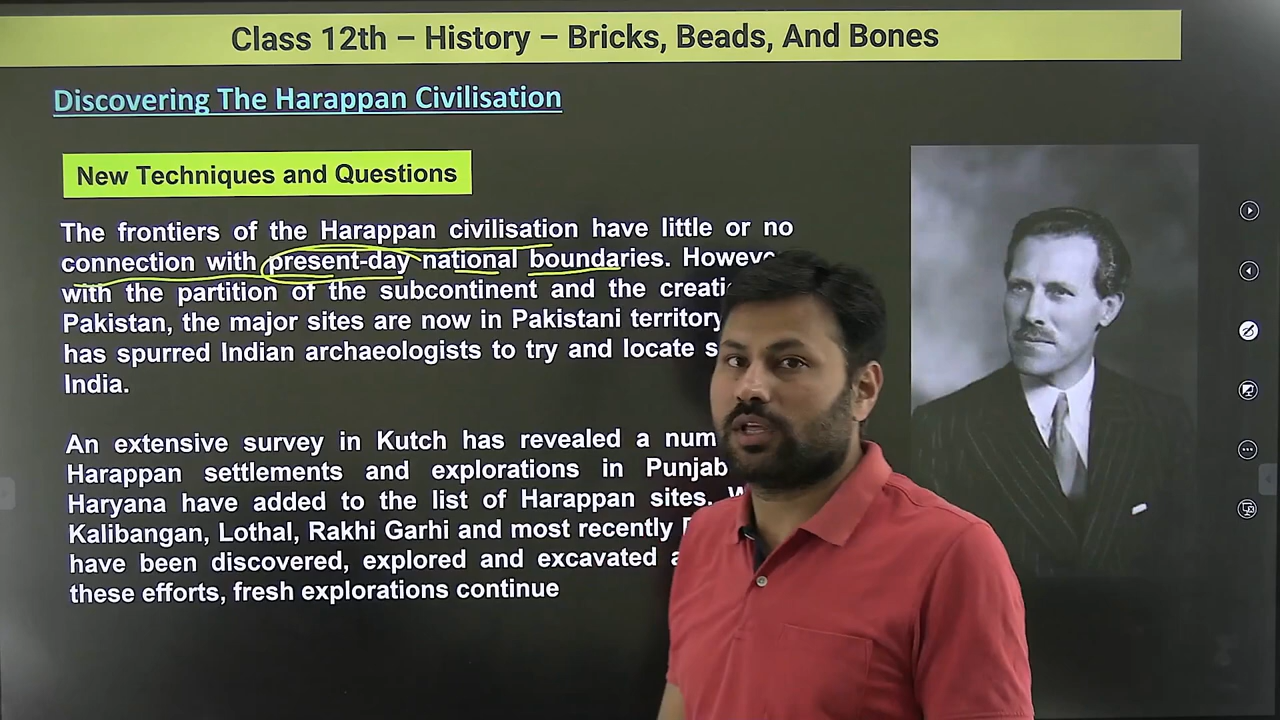 Class 12th – History – Bricks, Beads, And Bones
Discovering The Harappan Civilisation
New Techniques and Questions
The frontiers of the Harappan civilisation have little or no
connection with present-day national boundaries.
with the partition of the subcontinent and the
Pakistan, the major sites are now in Pakistani territory
has spurred Indian archaeologists to try and locate
India.
An extensive survey in Kutch has revealed a
Harappan settlements and explorations in Punjab
Haryana have added to the list of Harappan sites.
Kalibangan, Lothal, Rakhi Garhi and most recently
have been discovered, explored and excavated
these efforts, fresh explorations continue